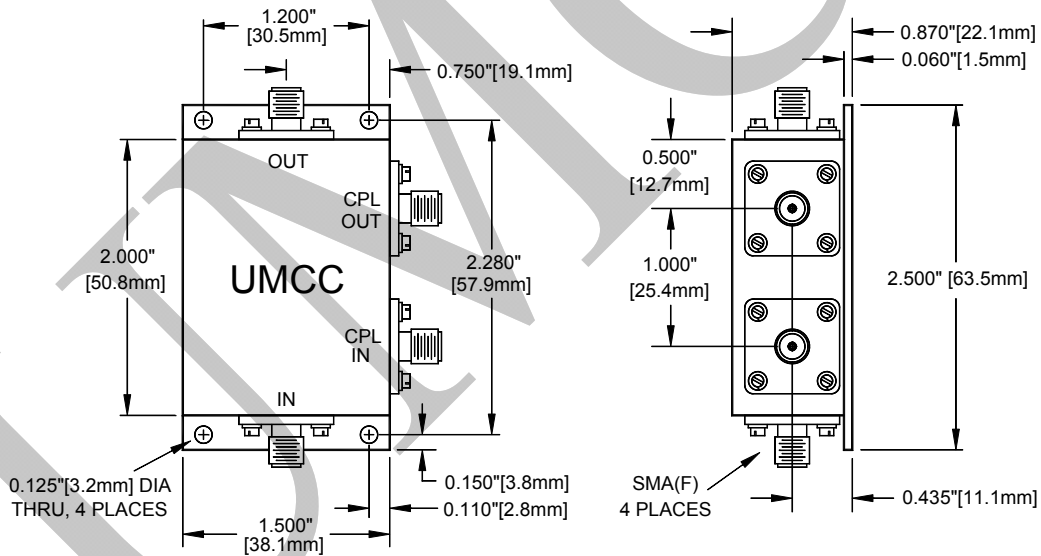 1.200"
[30.5mm]
0.750"[19.1mm]
OUT
CPL
OUT
2.000"
[50.8mm]
UMCC
2.280"
[57.9mm]
CPL
IN
IN
0.125"[3.2mm] DIA
THRU, 4 PLACES
0.150"[3.8mm]
0.110"[2.8mm]
1.500"
[38.1mm]
0.870"[22.1mm]
0.060"[1.5mm]
0.500"
[12.7mm]
1.000"
[25.4mm]
2.500" [63.5mm]
SMA(F)
4 PLACES
0.435"[11.1mm]